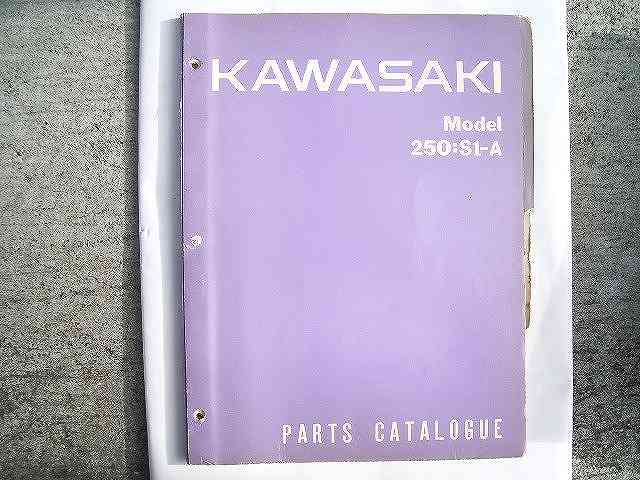 KAWASAKI
Model
250:S1-A
PARTS CATALOGUE